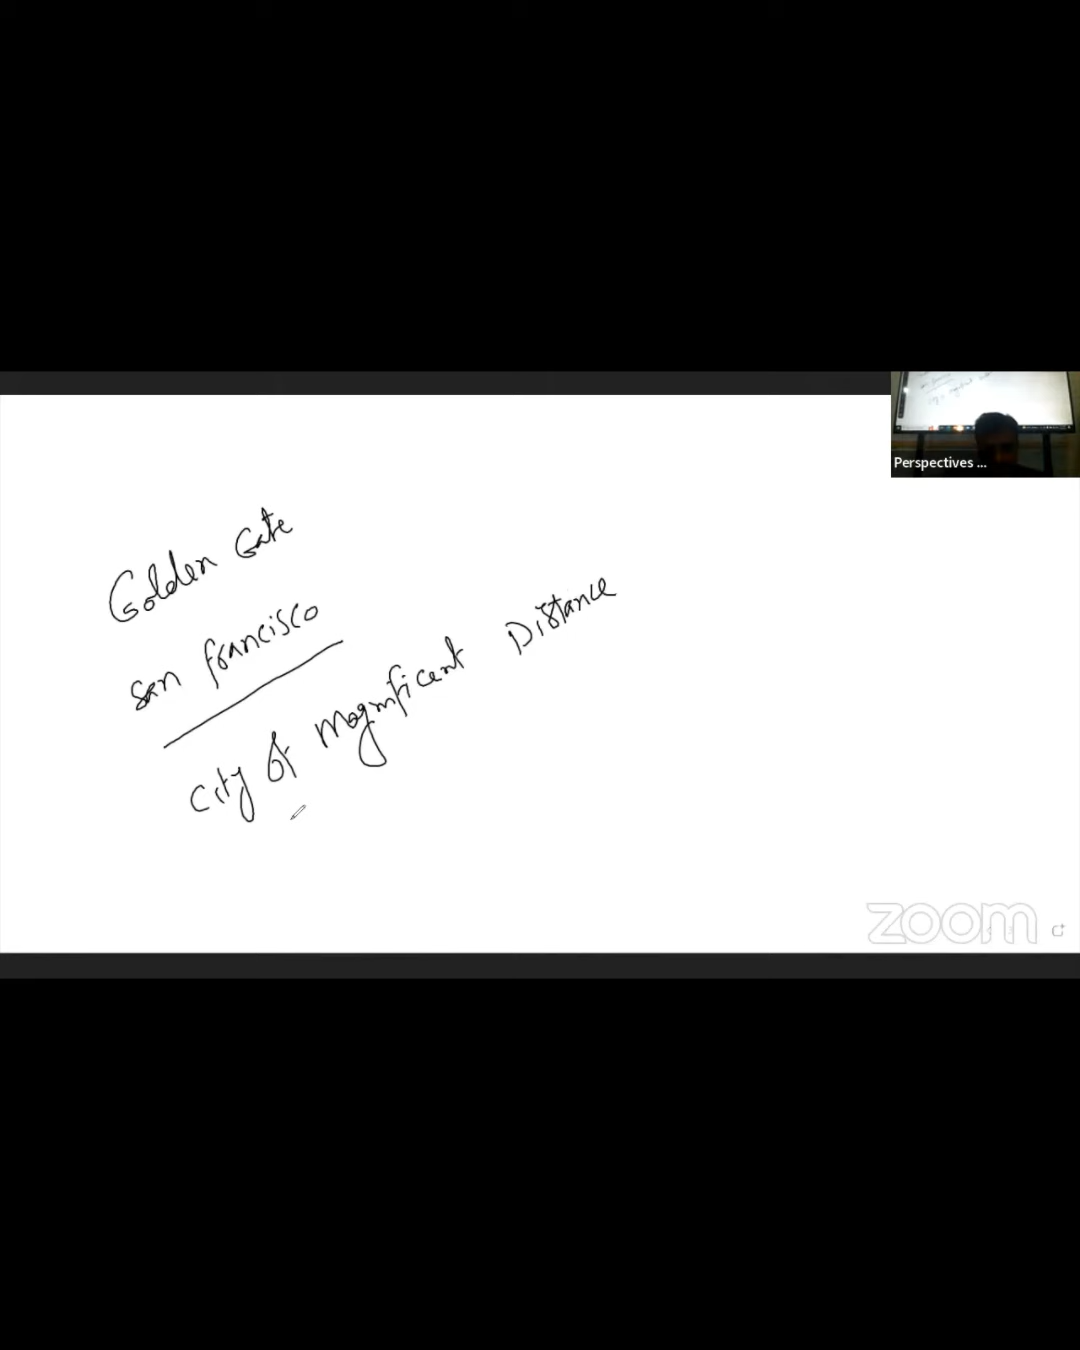 Perspectives ...
Golden Gate
San Francisco
City of Magnificent Distance
zoom